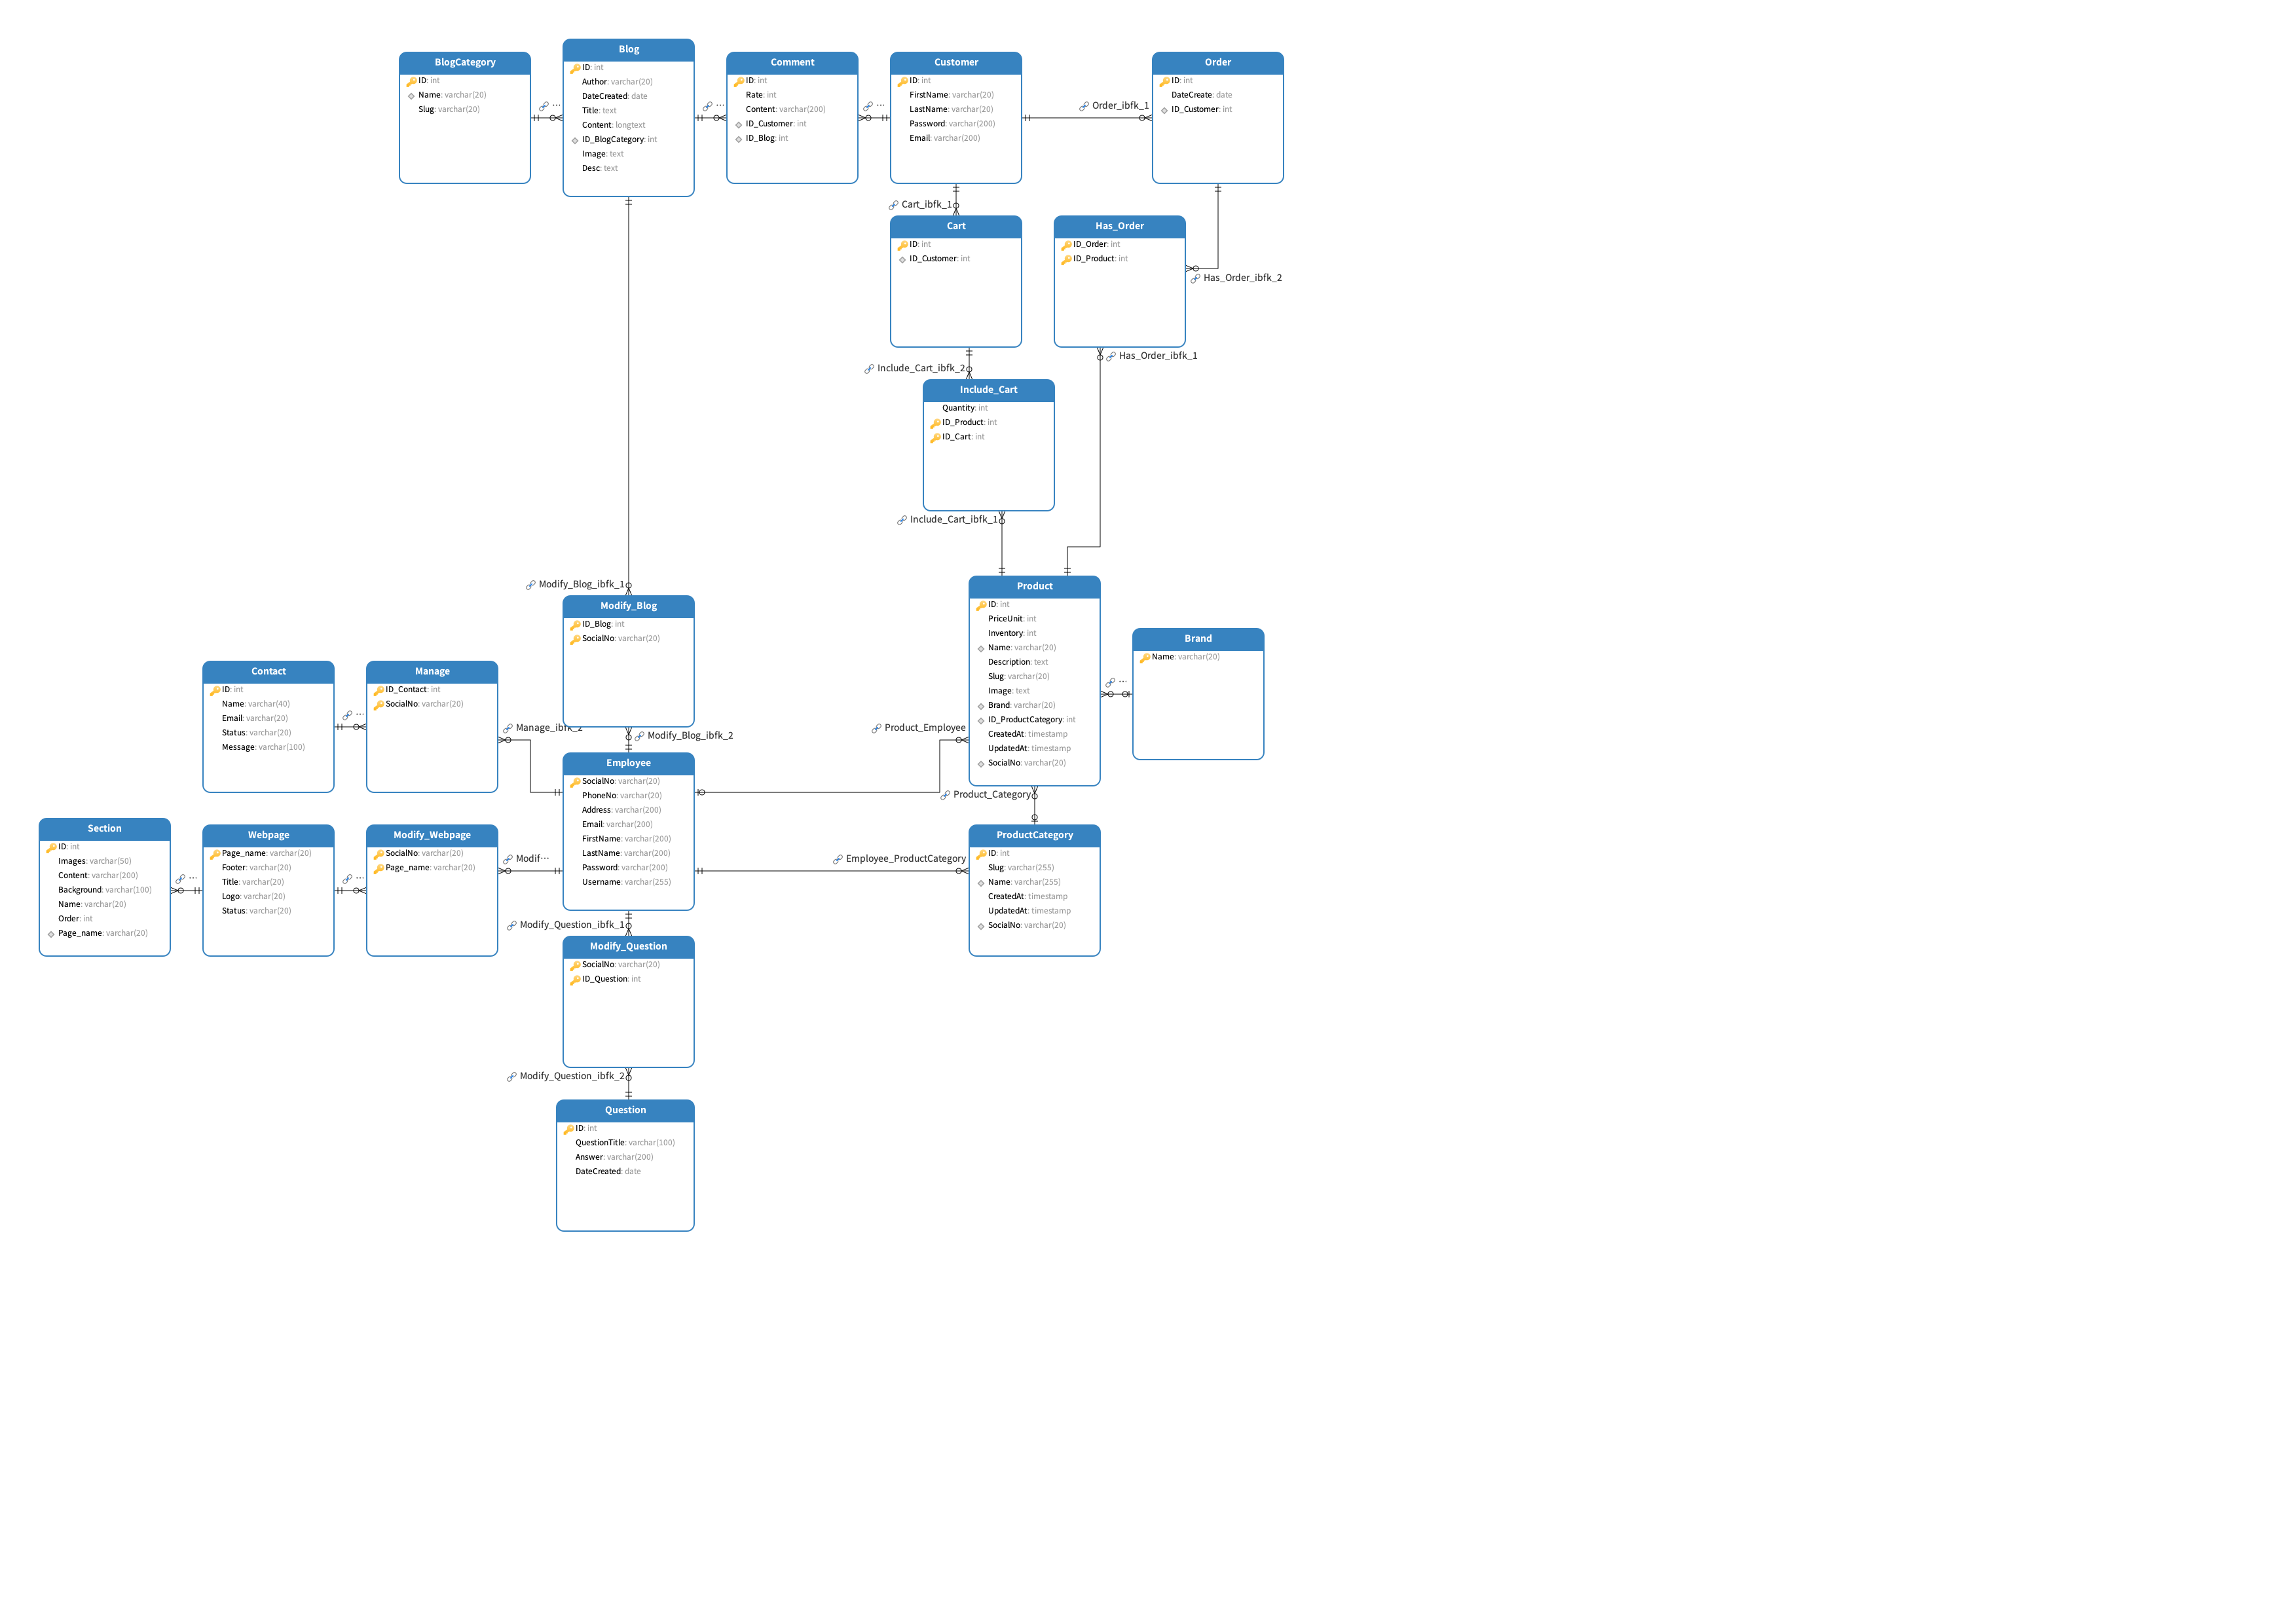 BlogCategory
ID: int
Name: varchar(20)
Slug: varchar(20)
...
Blog
ID: int
Author: varchar(20)
DateCreated: date
Title: text
Content: longtext
ID_BlogCategory: int
Image: text
Desc: text
...
Comment
ID: int
Rate: int
Content: varchar(200)
ID_Customer: int
ID_Blog: int
...
Customer
ID: int
FirstName: varchar(20)
LastName: varchar(20)
Password: varchar(200)
Email: varchar(200)
Order_ibfk_1
Order
ID: int
DateCreate: date
ID_Customer: int
Cart_ibfk_1
Cart
ID: int
ID_Customer: int
Has_Order
ID_Order: int
ID_Product: int
Has_Order_ibfk_2
Has_Order_ibfk_1
Include_Cart_ibfk_2
Include_Cart
Quantity: int
ID_Product: int
ID_Cart: int
Include_Cart_ibfk_1
Modify_Blog_ibfk_1
Modify_Blog
ID_Blog: int
SocialNo: varchar(20)
Product
ID: int
PriceUnit: int
Inventory: int
Name: varchar(20)
Description: text
Slug: varchar(20)
Image: text
Brand: varchar(20)
ID_ProductCategory: int
CreatedAt: timestamp
UpdatedAt: timestamp
SocialNo: varchar(20)
...
Brand
Name: varchar(20)
Contact
ID: int
Name: varchar(40)
Email: varchar(20)
Status: varchar(20)
Message: varchar(100)
...
Manage
ID_Contact: int
SocialNo: varchar(20)
Manage_ibfk_2
Modify_Blog_ibfk_2
Product_Employee
Employee
SocialNo: varchar(20)
PhoneNo: varchar(20)
Address: varchar(200)
Email: varchar(200)
FirstName: varchar(200)
LastName: varchar(200)
Password: varchar(200)
Username: varchar(255)
Product_Category
Section
ID: int
Images: varchar(50)
Content: varchar(200)
Background: varchar(100)
Name: varchar(20)
Order: int
Page_name: varchar(20)
...
Webpage
Page_name: varchar(20)
Footer: varchar(20)
Title: varchar(20)
Logo: varchar(20)
Status: varchar(20)
...
Modify_Webpage
SocialNo: varchar(20)
Page_name: varchar(20)
Modif...
Employee_ProductCategory
ProductCategory
ID: int
Slug: varchar(255)
Name: varchar(255)
CreatedAt: timestamp
UpdatedAt: timestamp
SocialNo: varchar(20)
Modify_Question_ibfk_1
Modify_Question
SocialNo: varchar(20)
ID_Question: int
Modify_Question_ibfk_2
Question
ID: int
QuestionTitle: varchar(100)
Answer: varchar(200)
DateCreated: date